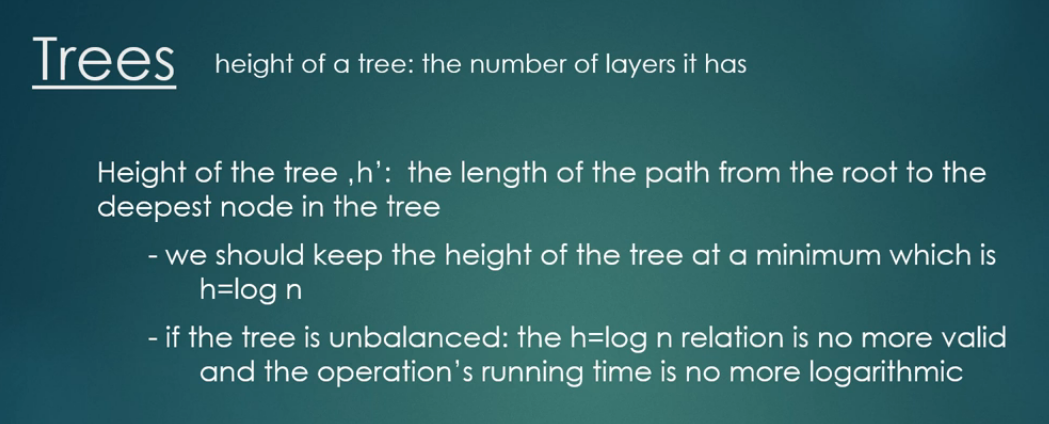 Trees
height of a tree: the number of layers it has
Height of the tree ‚h’: the length of the path from the root to the
deepest node in the tree
- we should keep the height of the tree at a minimum which is
h=log n
- if the tree is unbalanced: the h=log n relation is no more valid
and the operation’s running time is no more logarithmic